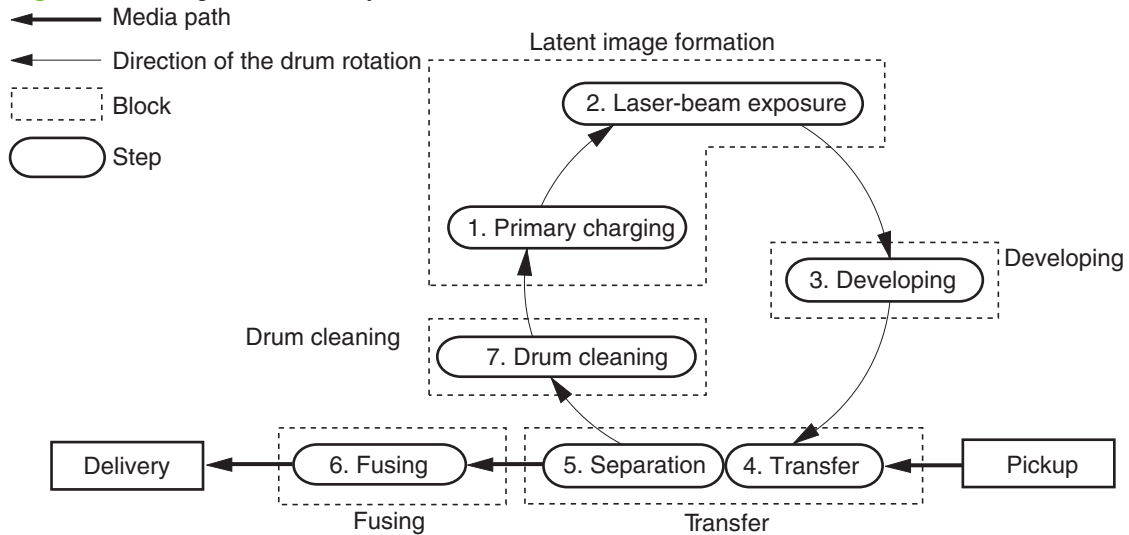 Media path
Direction of the drum rotation
Block
Step
Latent image formation
2. Laser-beam exposure
1. Primary charging
Developing
3. Developing
Drum cleaning
7. Drum cleaning
Delivery
6. Fusing
5. Separation
4. Transfer
Pickup
Fusing
Transfer